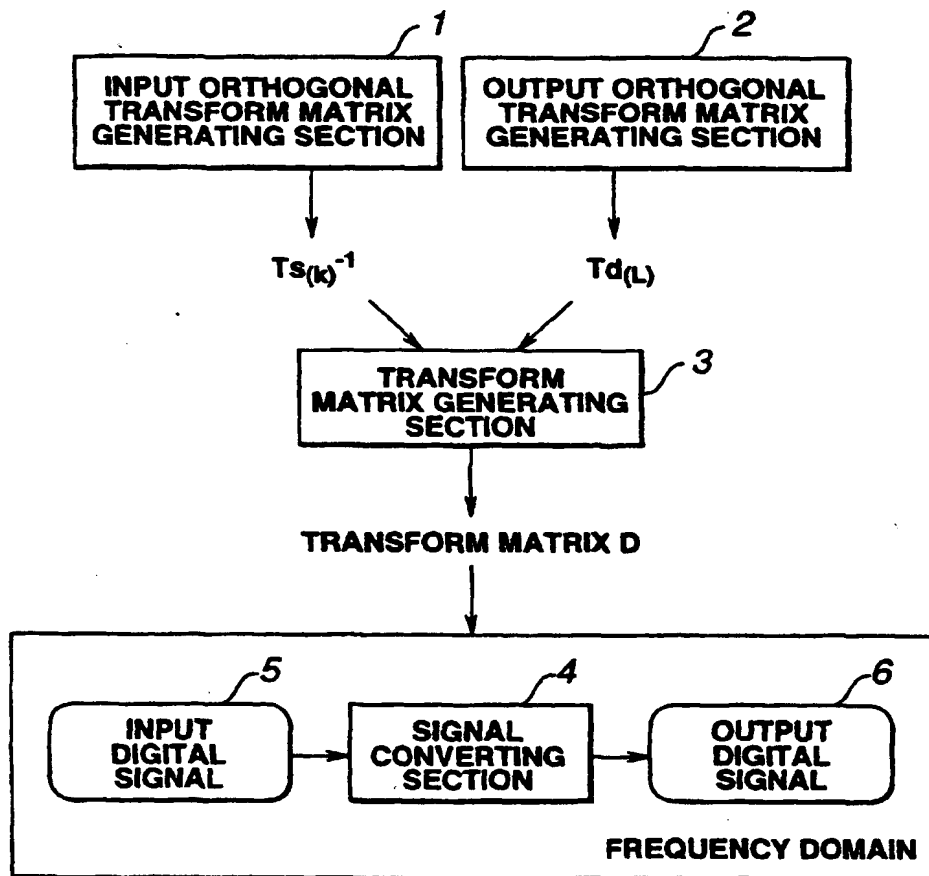 1
2
INPUT ORTHOGONAL
TRANSFORM MATRIX
GENERATING SECTION
OUTPUT ORTHOGONAL
TRANSFORM MATRIX
GENERATING SECTION
Ts(k)-1
Td(L)
3
TRANSFORM
MATRIX GENERATING
SECTION
TRANSFORM MATRIX D
5
4
6
INPUT
DIGITAL
SIGNAL
SIGNAL
CONVERTING
SECTION
OUTPUT
DIGITAL
SIGNAL
FREQUENCY DOMAIN